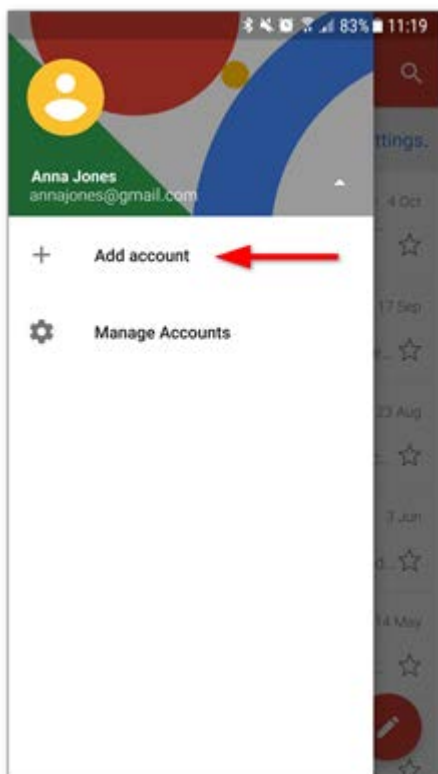 83% 11:19
ttings.
Anna Jones
annajones@gmail.com
4 Oct
Add account
17 Sep
Manage Accounts
23 Aug
3 Jun
14 May